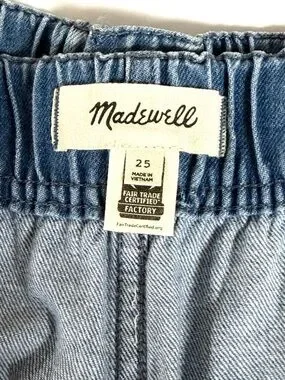 Madewell
25
MADE IN
VIETNAM
FAIR TRADE
CERTIFIED
FACTORY
FairTradeCertified.org